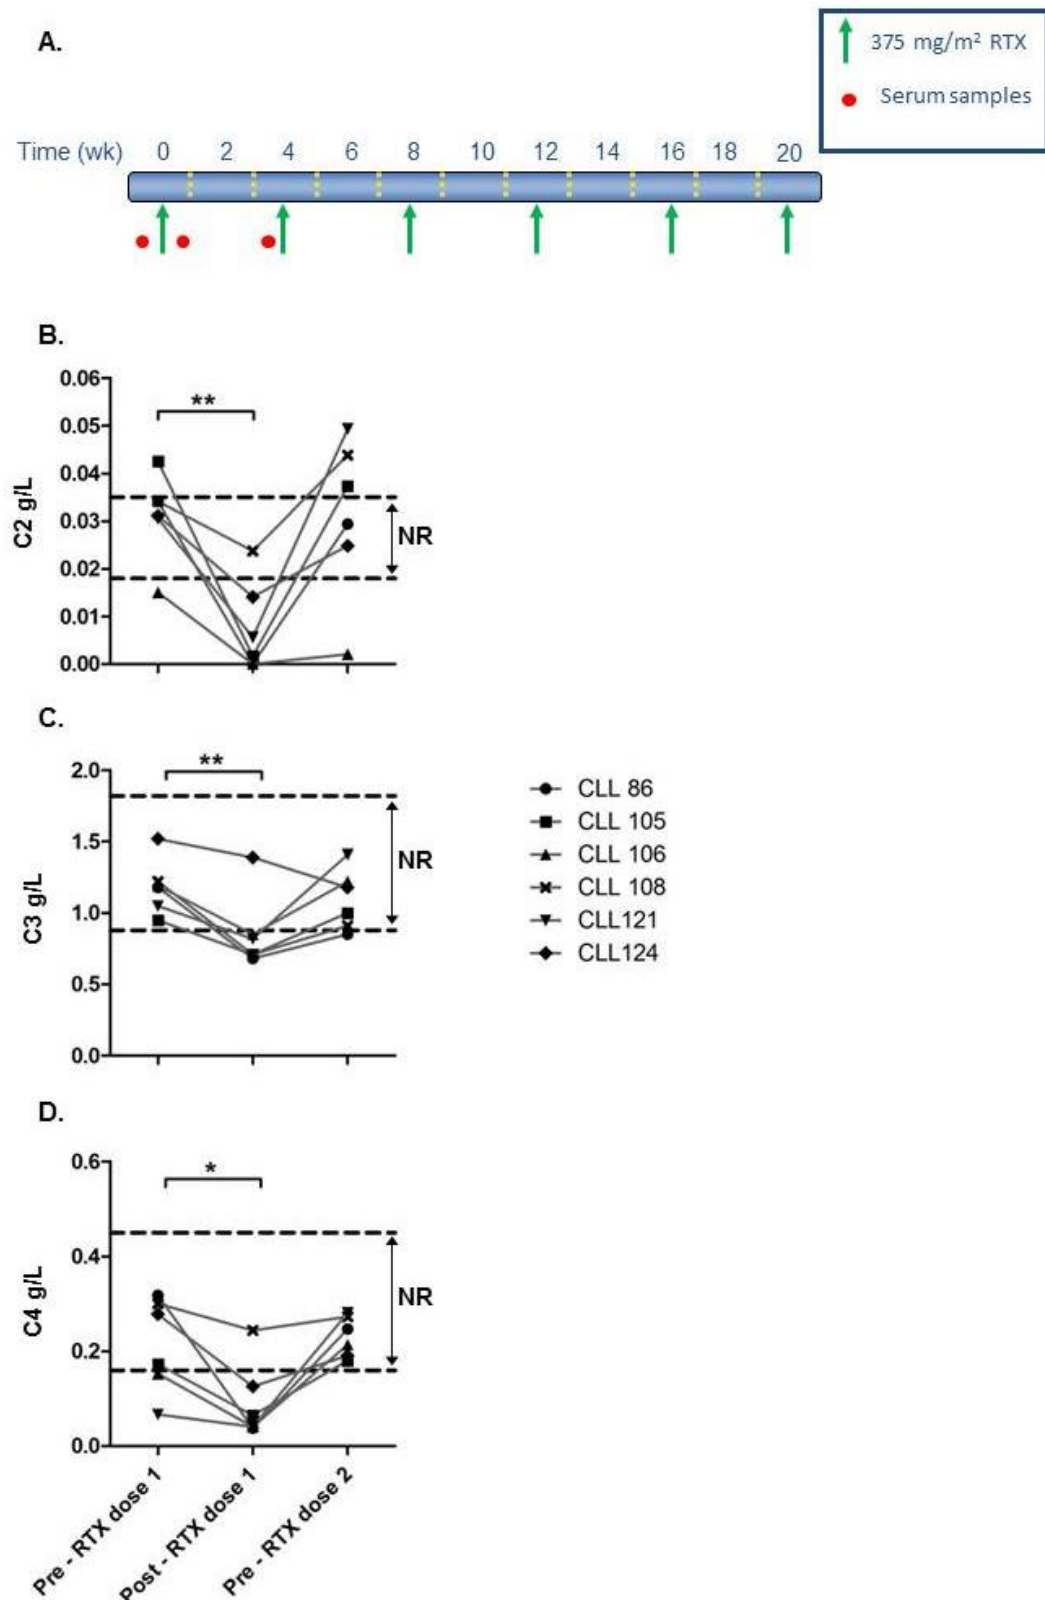 A.
375 mg/m² RTX
Serum samples
Time (wk) 0 2 4 6 8 10 12 14 16 18 20
B.
0.06
**
0.05
0.04
C2 g/L
0.03
NR
0.02
0.01
0.00
C.
2.0
**
1.5
C3 g/L
NR
1.0
0.5
0.0
CLL 86
CLL 105
CLL 106
CLL 108
CLL121
CLL124
D.
0.6
*
0.4
C4 g/L
NR
0.2
0.0
Pre - RTX dose 1
Post - RTX dose 1
Pre - RTX dose 2